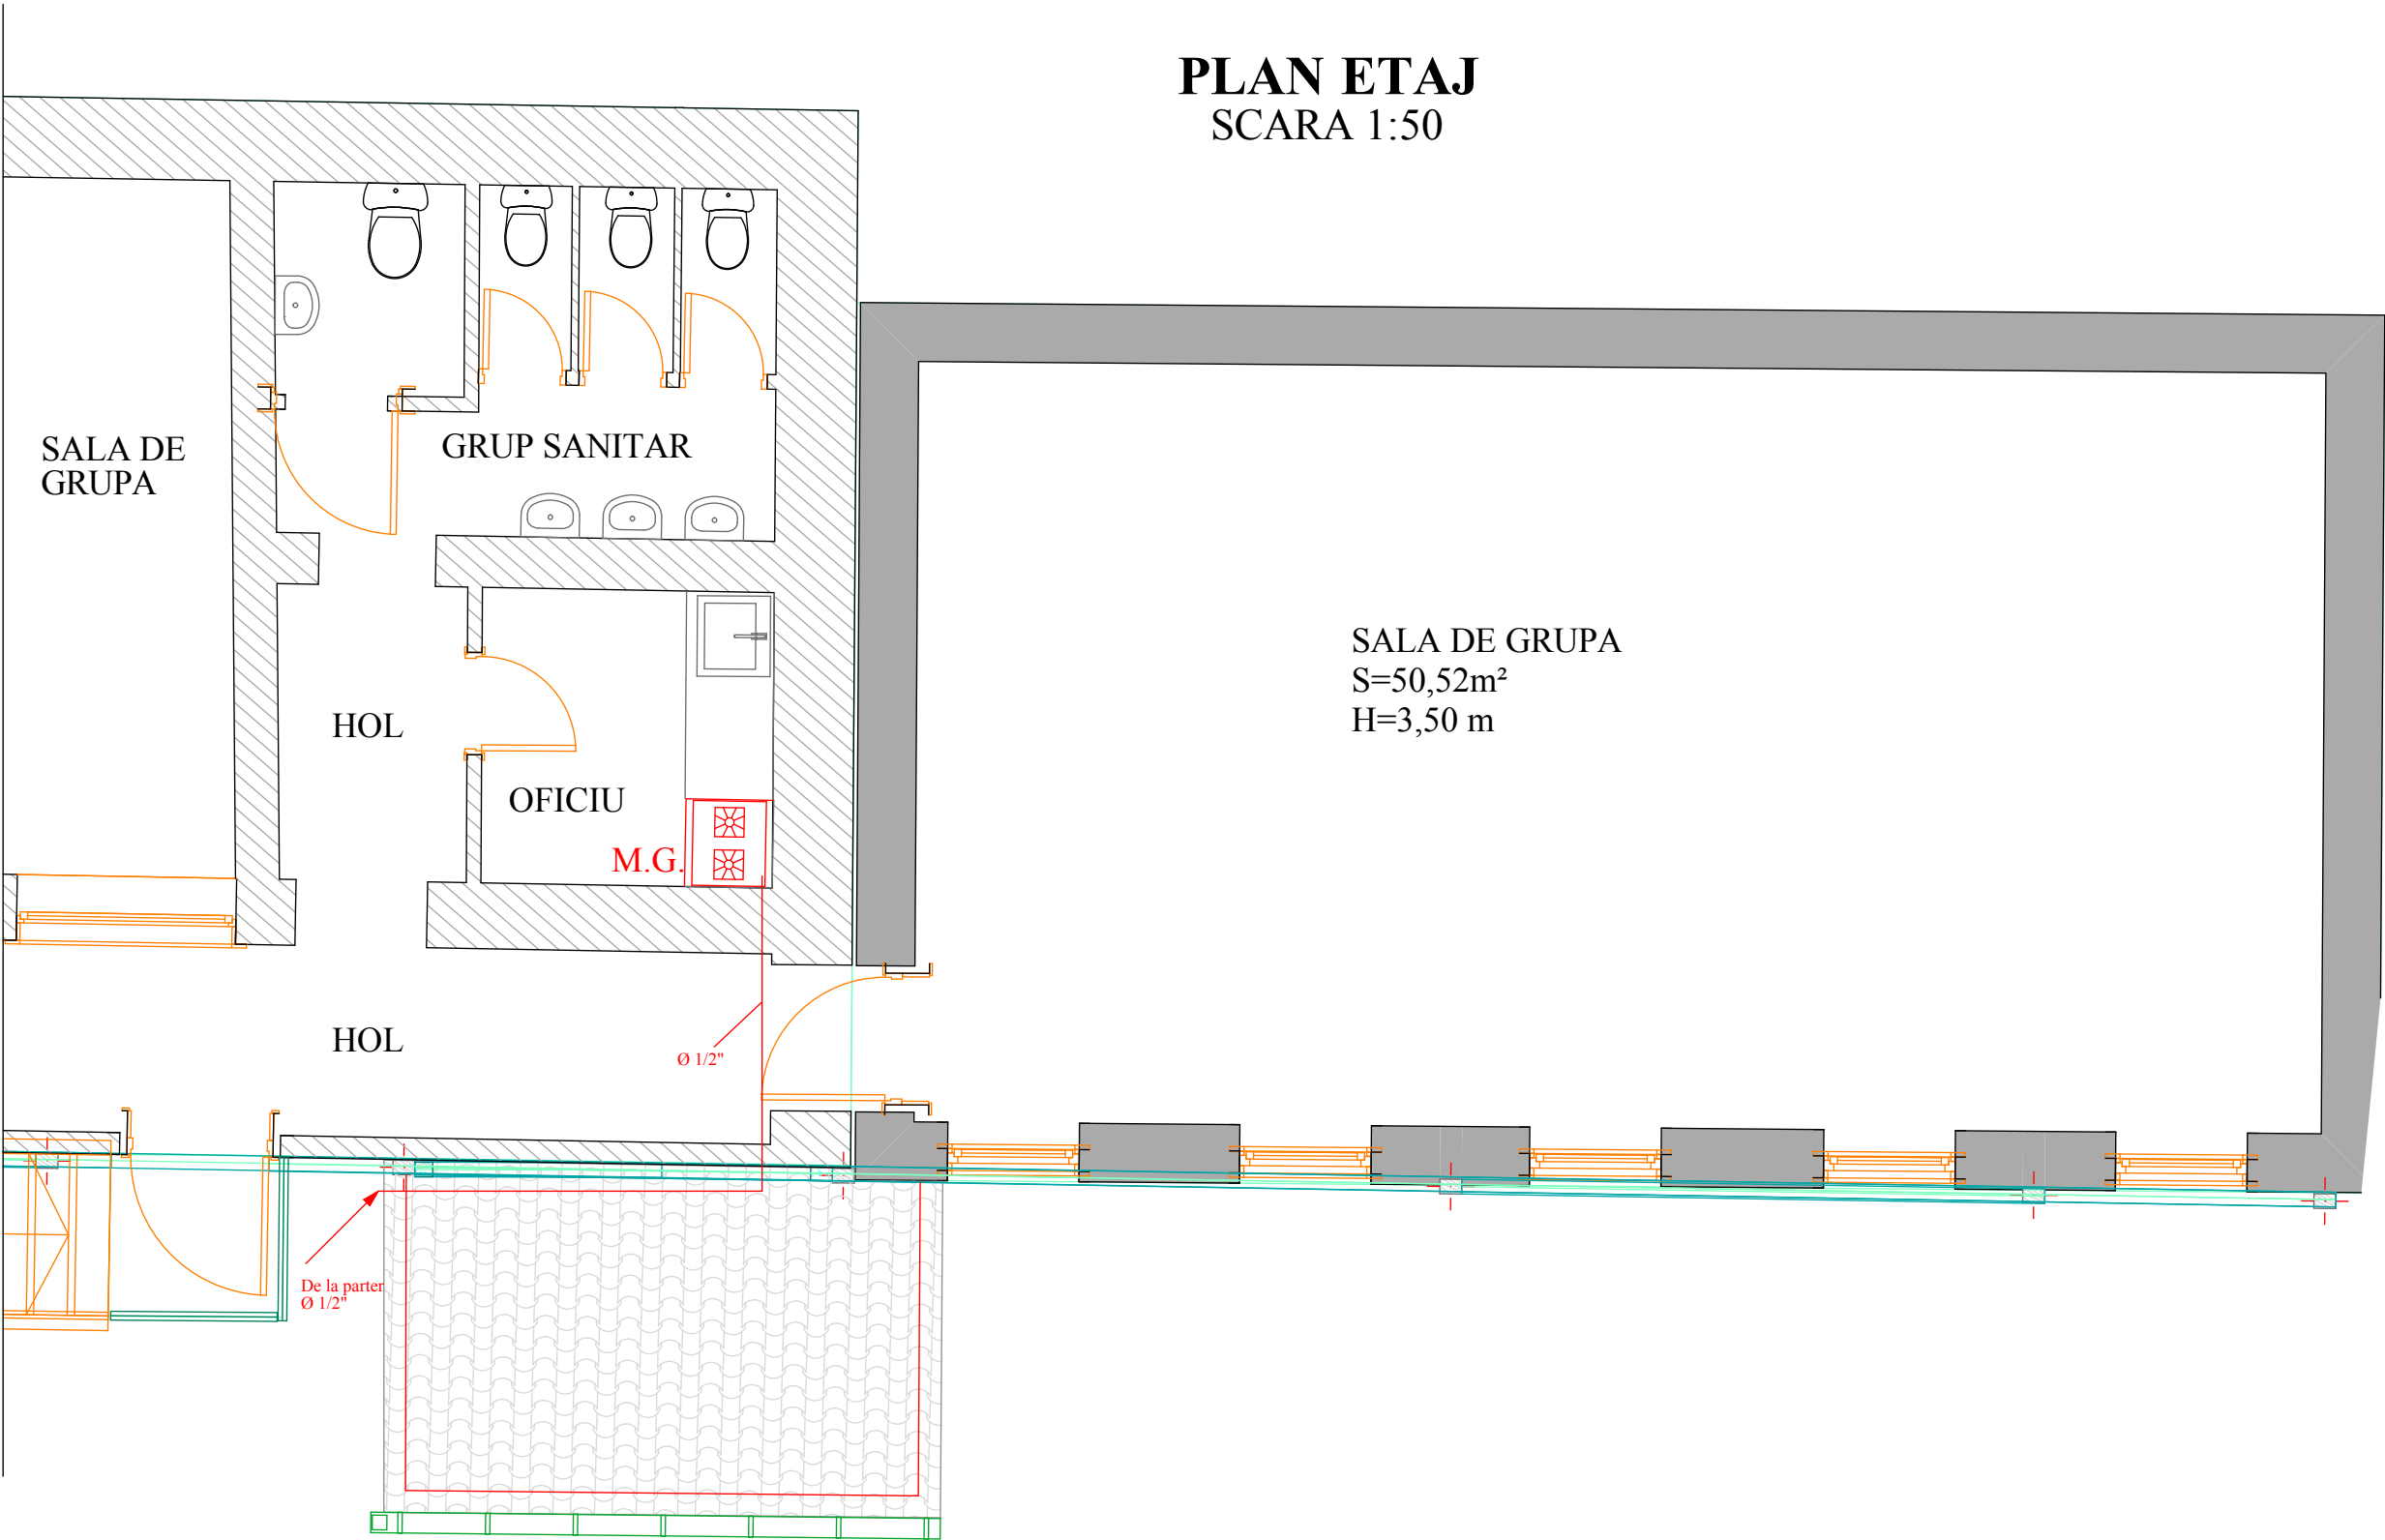 PLAN ETAJ
SCARA 1:50
SALA DE
GRUPA
GRUP SANITAR
SALA DE GRUPA
S=50,52m²
H=3,50 m
HOL
OFICIU
M.G.
HOL
Ø 1/2"
De la parter
Ø 1/2"